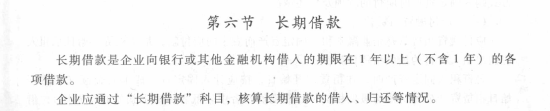 第六节 长期借款
长期借款是企业向银行或其他金融机构借入的期限在1年以上（不含1年）的各
项借款。
企业应通过“长期借款”科目，核算长期借款的借入、归还等情况。